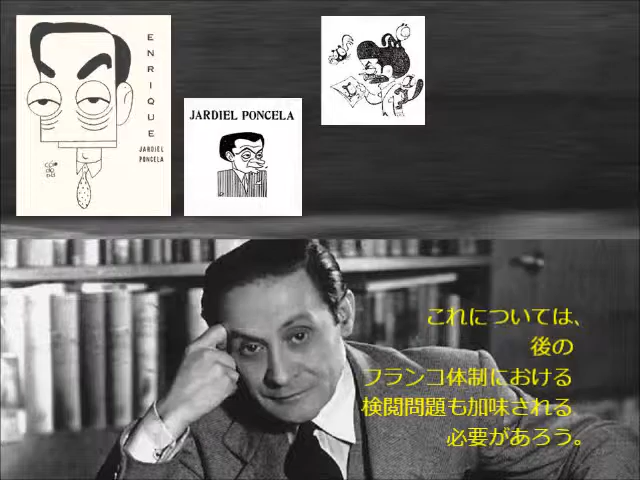 ENRIQUE
JARDIEL
PONCELA
JARDIEL PONCELA
これについては、
後の
フランコ体制における
検閲問題も加味される
必要があろう。